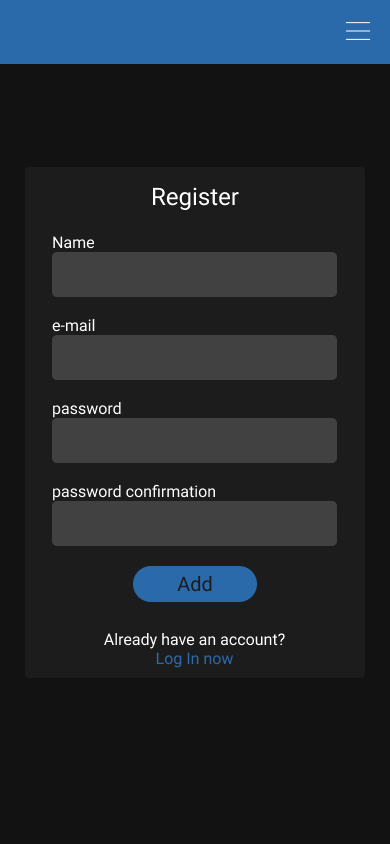 Register
Name
e-mail
password
password confirmation
Add
Already have an account?
Log In now